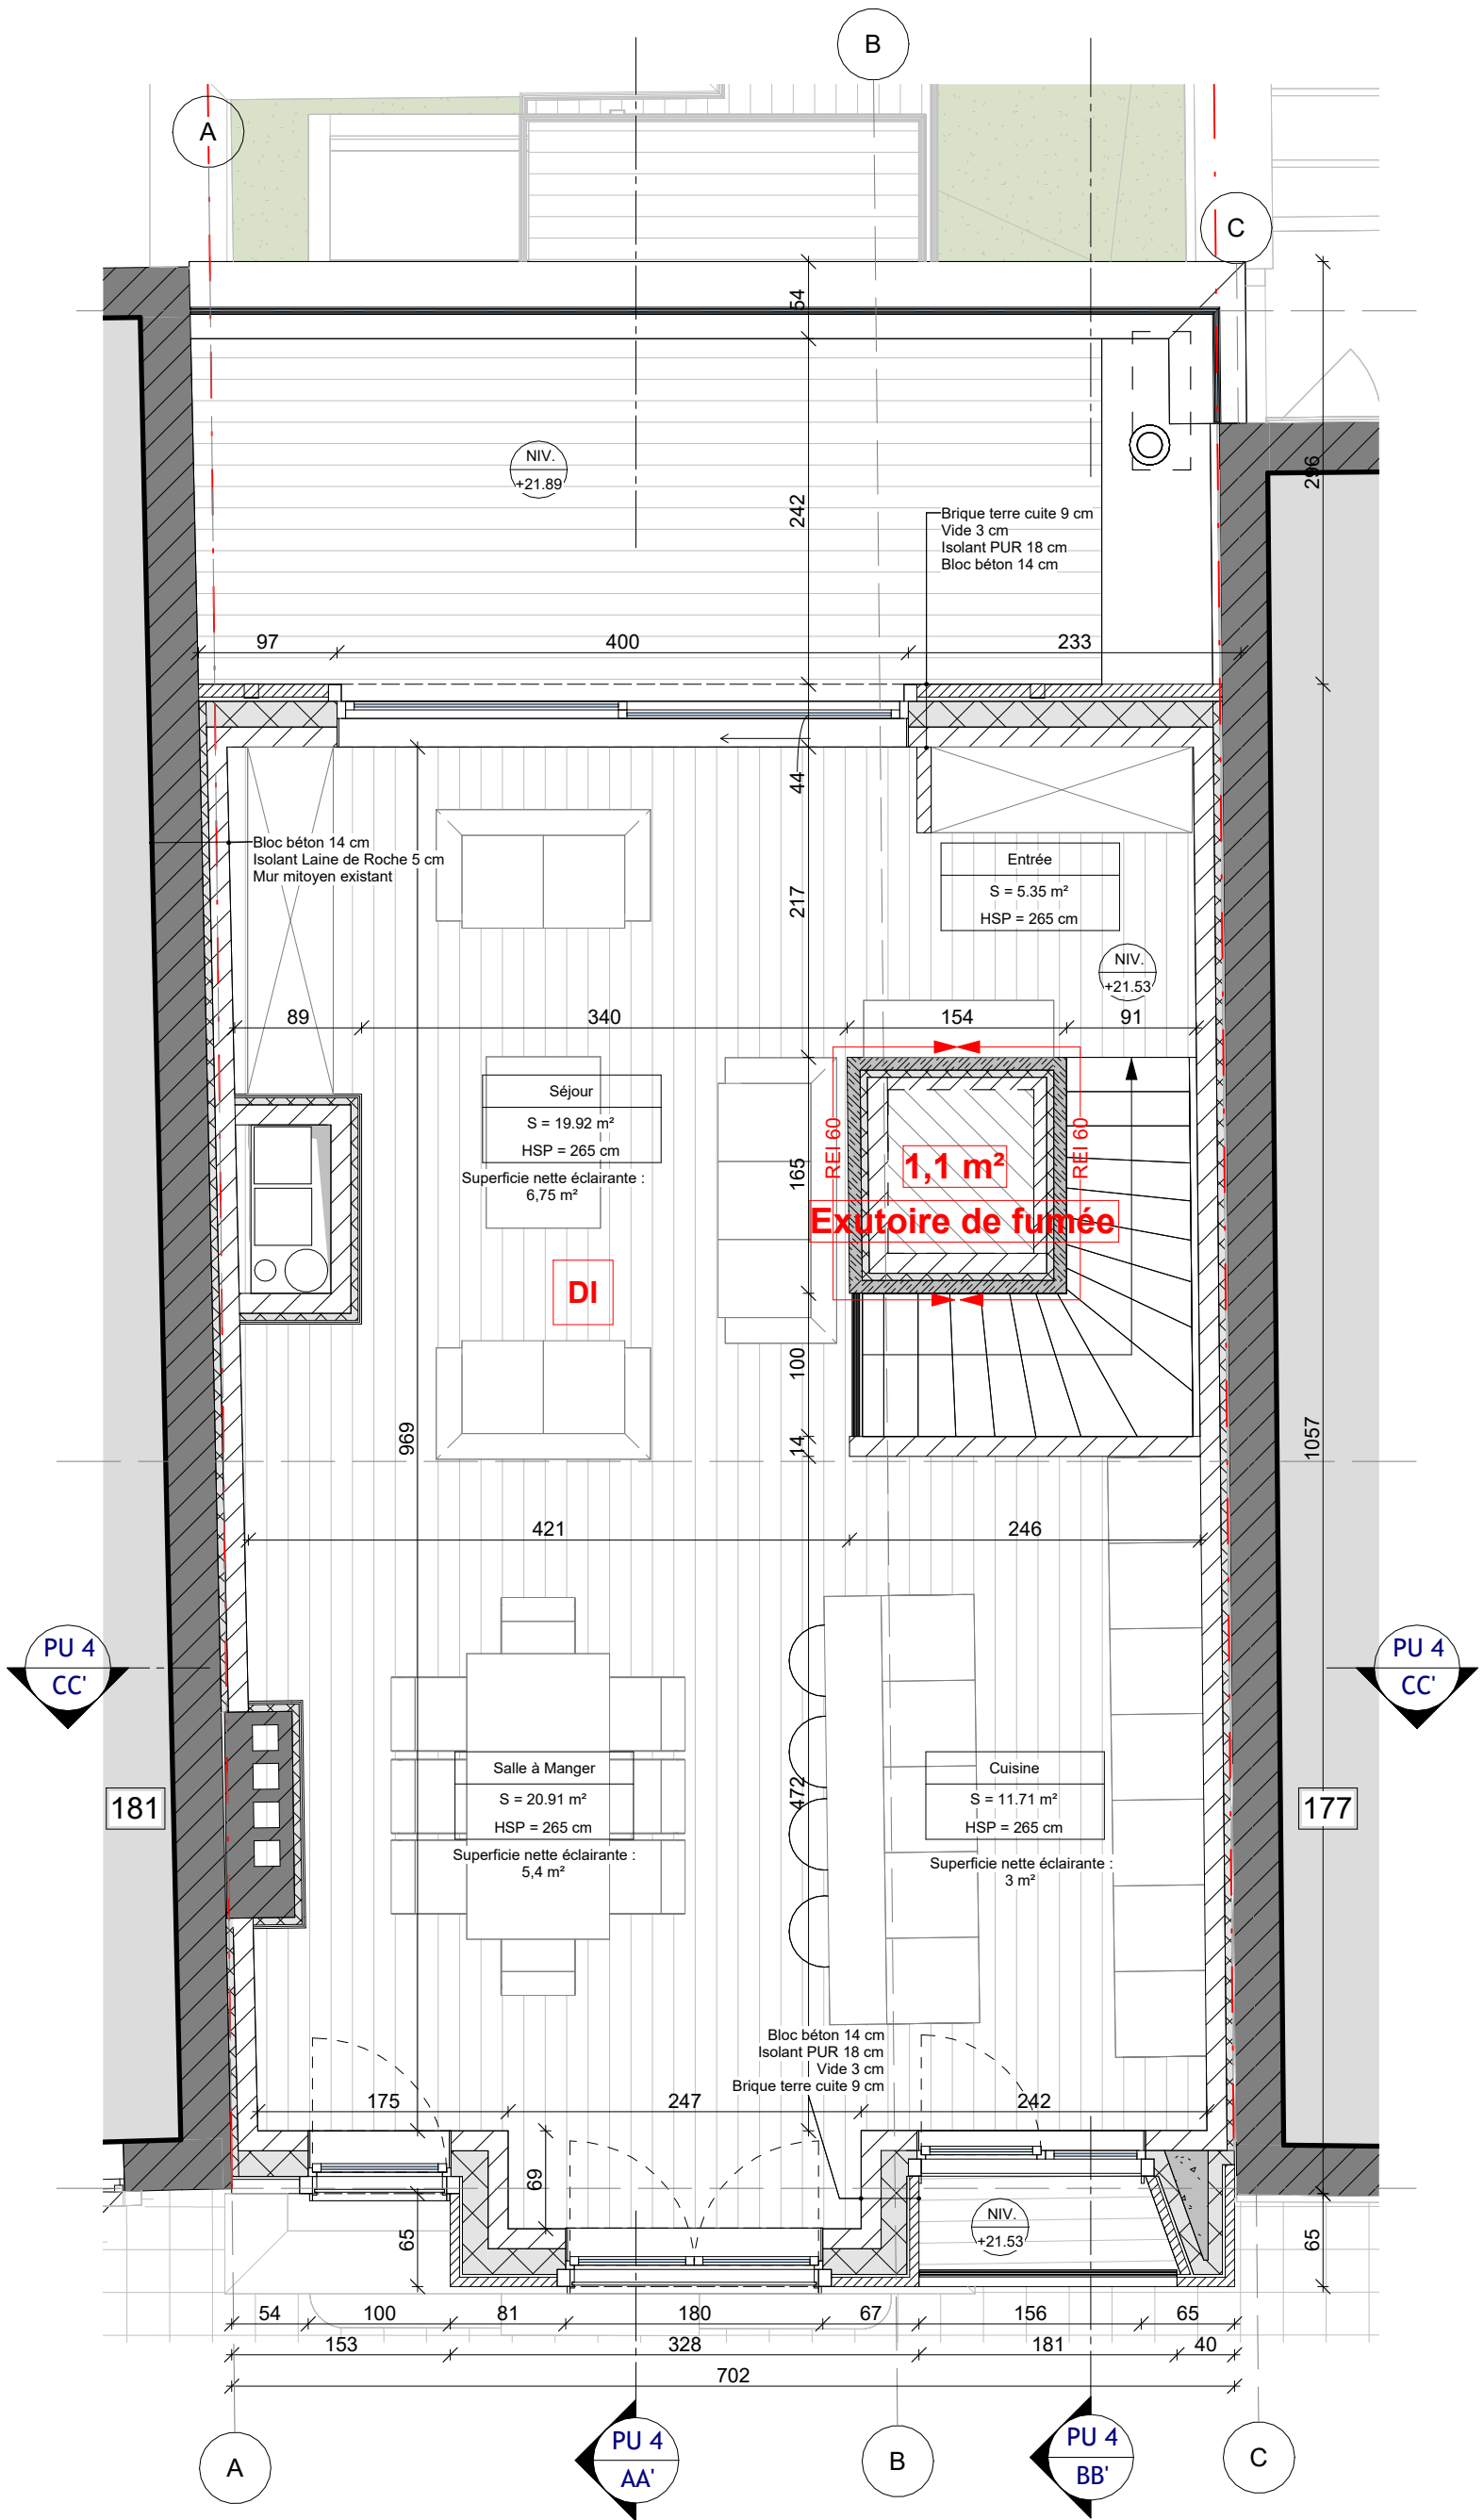 B
A
C
54
NIV.
+21.89
296
242
Brique terre cuite 9 cm
Vide 3 cm
Isolant PUR 18 cm
Bloc béton 14 cm
97
400
233
44
Bloc béton 14 cm
Isolant Laine de Roche 5 cm
Mur mitoyen existant
Entrée
S = 5.35 m²
HSP = 265 cm
217
NIV.
+21.53
89
340
154
91
Séjour
S = 19.92 m²
HSP = 265 cm
Superficie nette éclairante :
6,75 m²
REI 60
REI 60
165
1,1 m²
Exutoire de fumée
DI
100
14
969
1057
421
246
PU 4
CC'
PU 4
CC'
Salle à Manger
S = 20.91 m²
HSP = 265 cm
Superficie nette éclairante :
5,4 m²
472
Cuisine
S = 11.71 m²
HSP = 265 cm
Superficie nette éclairante :
3 m²
181
177
Bloc béton 14 cm
Isolant PUR 18 cm
Vide 3 cm
Brique terre cuite 9 cm
175
247
242
69
65
NIV.
+21.53
65
54
100
81
180
67
156
65
153
328
181
40
702
A
PU 4
AA'
B
PU 4
BB'
C